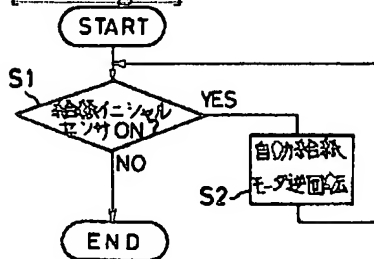 START
S1
給紙イニシャル
センサON?
YES
NO
自動給紙
モータ逆回転
S2
END